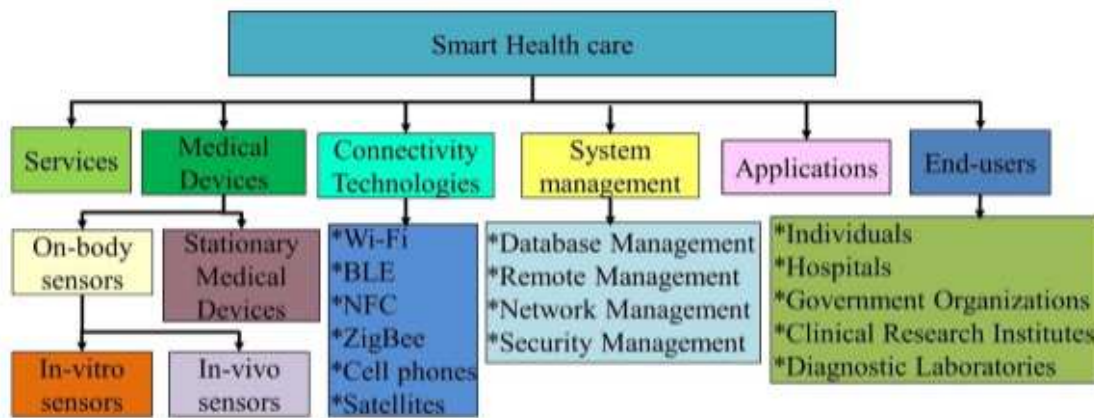 Smart Health care
Services
Medical
Devices
Connectivity
Technologies
System
management
Applications
End-users
On-body
sensors
Stationary
Medical
Devices
In-vitro
sensors
In-vivo
sensors
*Wi-Fi
*BLE
*NFC
*ZigBee
*Cell phones
*Satellites
*Database Management
*Remote Management
*Network Management
*Security Management
*Individuals
*Hospitals
*Government Organizations
*Clinical Research Institutes
*Diagnostic Laboratories